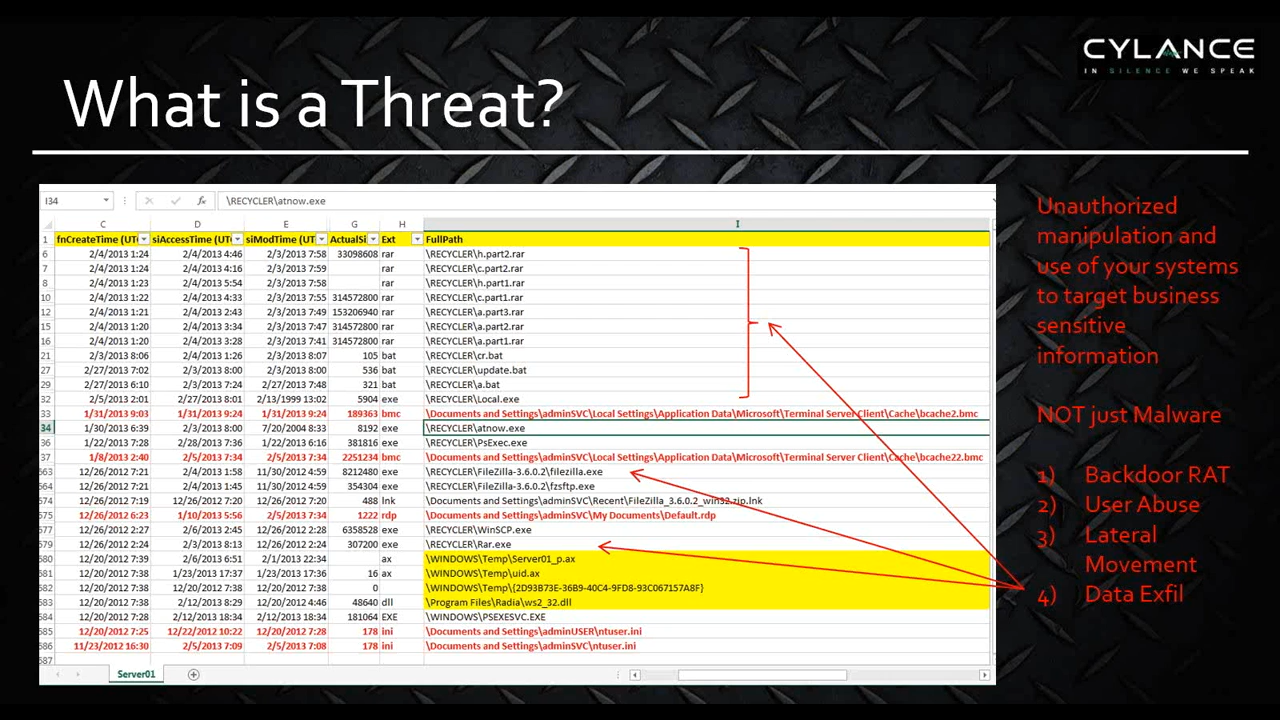 CYLANCE
IN SILENCE WE SPEAK
What is a Threat?
I34 fx \RECYCLER\atnow.exe
C D E G H I
1 fnCreateTime (UT siAccessTime (UT siModTime (UT ActualSi Ext FullPath
6 2/4/2013 1:24 2/4/2013 4:46 2/3/2013 7:58 33098608 rar \RECYCLER\h.part2.rar
7 2/4/2013 1:24 2/4/2013 4:16 2/3/2013 7:59 rar \RECYCLER\c.part2.rar
8 2/4/2013 1:23 2/4/2013 5:54 2/3/2013 7:58 rar \RECYCLER\h.part1.rar
10 2/4/2013 1:22 2/4/2013 4:33 2/3/2013 7:55 314572800 rar \RECYCLER\c.part1.rar
12 2/4/2013 1:21 2/4/2013 2:43 2/3/2013 7:49 153206940 rar \RECYCLER\a.part3.rar
15 2/4/2013 1:20 2/4/2013 3:34 2/3/2013 7:47 314572800 rar \RECYCLER\a.part2.rar
16 2/4/2013 1:20 2/4/2013 3:28 2/3/2013 7:41 314572800 rar \RECYCLER\a.part1.rar
21 2/3/2013 8:06 2/4/2013 1:26 2/3/2013 8:07 105 bat \RECYCLER\cr.bat
27 2/27/2013 7:02 2/3/2013 8:00 2/3/2013 8:00 536 bat \RECYCLER\update.bat
29 2/27/2013 6:10 2/3/2013 7:24 2/27/2013 7:48 321 bat \RECYCLER\a.bat
32 2/5/2013 2:01 2/27/2013 8:01 2/13/1999 13:02 5904 exe \RECYCLER\Local.exe
33 1/31/2013 9:03 1/31/2013 9:24 1/31/2013 9:24 189363 bmc \Documents and Settings\adminSVC\Local Settings\Application Data\Microsoft\Terminal Server Client\Cache\bcache2.bmc
34 1/30/2013 6:39 2/3/2013 8:00 7/20/2004 8:33 8192 exe \RECYCLER\atnow.exe
36 1/22/2013 7:28 2/28/2013 7:36 1/22/2013 6:16 381816 exe \RECYCLER\PsExec.exe
37 1/8/2013 2:40 2/5/2013 7:34 2/5/2013 7:34 2251234 bmc \Documents and Settings\adminSVC\Local Settings\Application Data\Microsoft\Terminal Server Client\Cache\bcache22.bmc
563 12/26/2012 7:21 2/4/2013 1:58 11/30/2012 4:59 8212480 exe \RECYCLER\FileZilla-3.6.0.2\filezilla.exe
564 12/26/2012 7:21 2/4/2013 1:45 11/30/2012 4:59 354304 exe \RECYCLER\FileZilla-3.6.0.2\fzsftp.exe
574 12/26/2012 7:19 12/26/2012 7:20 12/26/2012 7:20 488 lnk \Documents and Settings\adminSVC\Recent\FileZilla_3.6.0.2_win32.zip.lnk
575 12/26/2012 6:23 1/10/2013 5:56 2/5/2013 7:34 1222 rdp \Documents and Settings\adminSVC\My Documents\Default.rdp
577 12/26/2012 2:27 2/6/2013 2:45 12/26/2012 2:28 6358528 exe \RECYCLER\WinSCP.exe
579 12/26/2012 2:24 2/3/2013 8:13 12/26/2012 2:24 307200 exe \RECYCLER\Rar.exe
580 12/20/2012 7:39 2/6/2013 6:51 2/1/2013 22:34 ax \WINDOWS\Temp\Server01_p.ax
581 12/20/2012 7:38 1/23/2013 17:37 1/23/2013 7:36 16 ax \WINDOWS\Temp\uid.ax
582 12/20/2012 7:38 12/20/2012 7:38 12/20/2012 7:38 0 \WINDOWS\Temp\{2D93B73E-36B9-40C4-9FD8-93C067157A8F}
583 12/20/2012 7:38 2/12/2013 8:29 12/20/2012 4:46 48640 dll \Program Files\Radia\ws2_32.dll
584 12/20/2012 7:28 2/12/2013 18:34 2/12/2013 18:34 181064 EXE \WINDOWS\PSEXESVC.EXE
585 12/20/2012 7:25 12/22/2012 10:22 12/20/2012 7:28 178 ini \Documents and Settings\adminUSER\ntuser.ini
586 11/23/2012 16:30 2/5/2013 7:09 2/5/2013 7:08 178 ini \Documents and Settings\adminSVC\ntuser.ini
587
Server01
Unauthorized
manipulation and
use of your systems
to target business
sensitive
information
NOT just Malware
1) Backdoor RAT
2) User Abuse
3) Lateral
Movement
4) Data Exfil